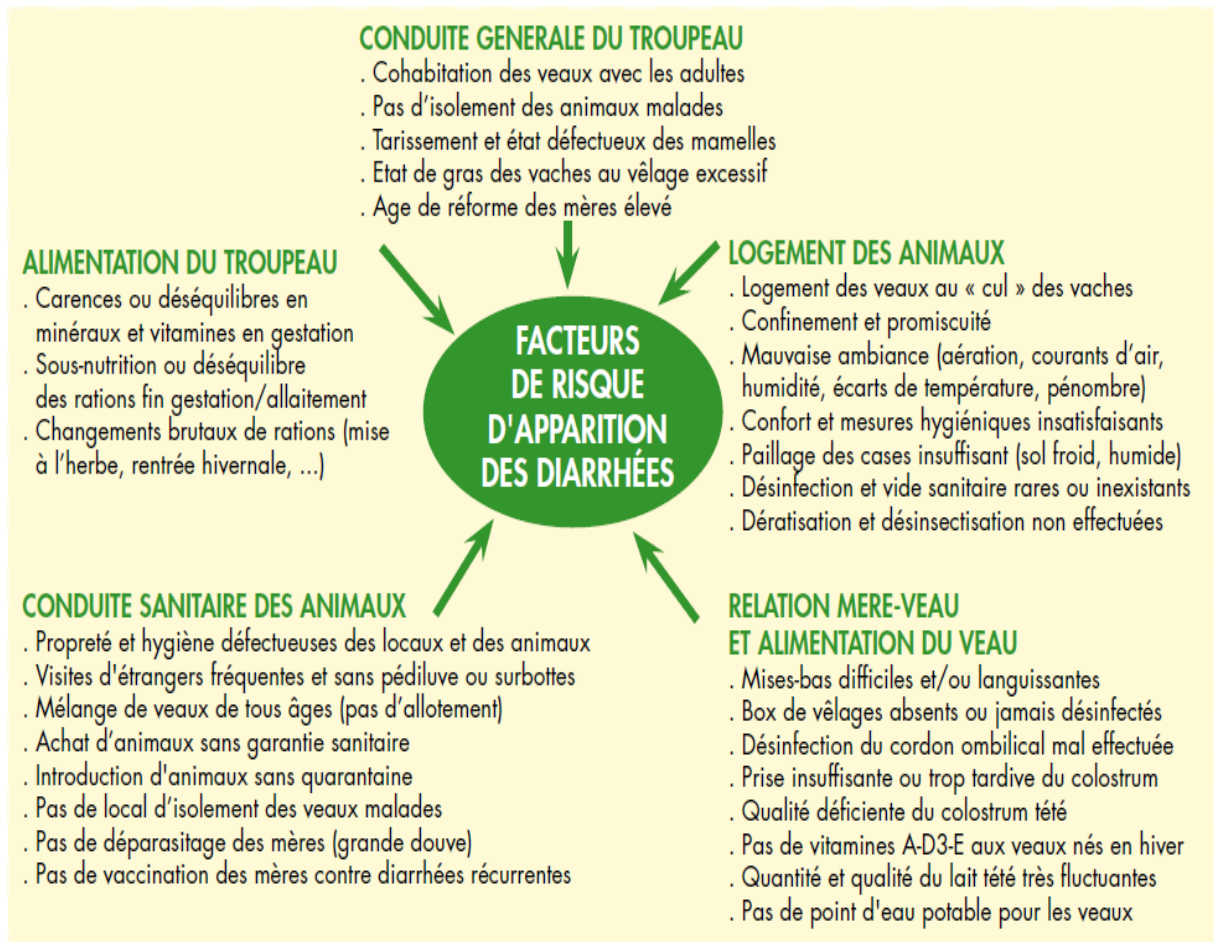 CONDUITE GENERALE DU TROUPEAU
. Cohabitation des veaux avec les adultes
. Pas d'isolement des animaux malades
. Tarissement et état défectueux des mamelles
. Etat de gras des vaches au vêlage excessif
. Age de réforme des mères élevé
ALIMENTATION DU TROUPEAU
. Carences ou déséquilibres en
minéraux et vitamines en gestation
. Sous-nutrition ou déséquilibre
des rations fin gestation/allaitement
. Changements brutaux de rations (mise
à l'herbe, rentrée hivernale, ...)
FACTEURS
DE RISQUE
D'APPARITION
DES DIARRHÉES
LOGEMENT DES ANIMAUX
. Logement des veaux au « cul » des vaches
. Confinement et promiscuité
. Mauvaise ambiance (aération, courants d'air,
humidité, écarts de température, pénombre)
. Confort et mesures hygiéniques insatisfaisants
. Paillage des cases insuffisant (sol froid, humide)
. Désinfection et vide sanitaire rares ou inexistants
. Dératisation et désinsectisation non effectuées
CONDUITE SANITAIRE DES ANIMAUX
. Propreté et hygiène défectueuses des locaux et des animaux
. Visites d'étrangers fréquentes et sans pédiluve ou surbottes
. Mélange de veaux de tous âges (pas d'allotement)
. Achat d'animaux sans garantie sanitaire
. Introduction d'animaux sans quarantaine
. Pas de local d'isolement des veaux malades
. Pas de déparasitage des mères (grande douve)
. Pas de vaccination des mères contre diarrhées récurrentes
RELATION MERE-VEAU
ET ALIMENTATION DU VEAU
. Mises-bas difficiles et/ou languissantes
. Box de vêlages absents ou jamais désinfectés
. Désinfection du cordon ombilical mal effectuée
. Prise insuffisante ou trop tardive du colostrum
. Qualité déficiente du colostrum tété
. Pas de vitamines A-D3-E aux veaux nés en hiver
. Quantité et qualité du lait tété très fluctuantes
. Pas de point d'eau potable pour les veaux